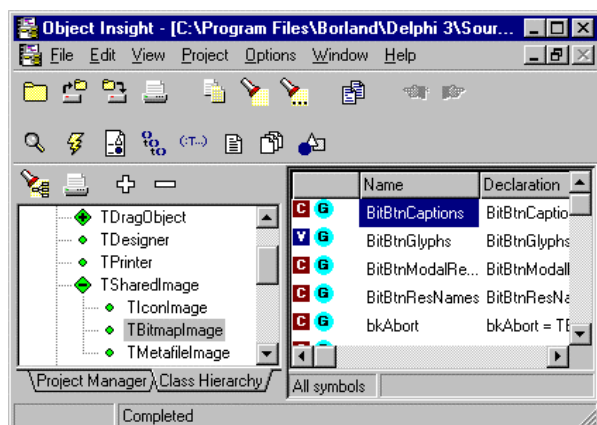 Object Insight - [C:\Program Files\Borland\Delphi 3\Sour...
File Edit View Project Options Window Help
(:T...)
TDragObject
TDesigner
TPrinter
TSharedImage
TIconImage
TBitmapImage
TMetafileImage
Project Manager Class Hierarchy
Name Declaration
C G BitBtnCaptions BitBtnCaptio
V G BitBtnGlyphs BitBtnGlyphs
C G BitBtnModalRe... BitBtnModalI
C G BitBtnResNames BitBtnResNa
C G bkAbort bkAbort = TE
All symbols
Completed